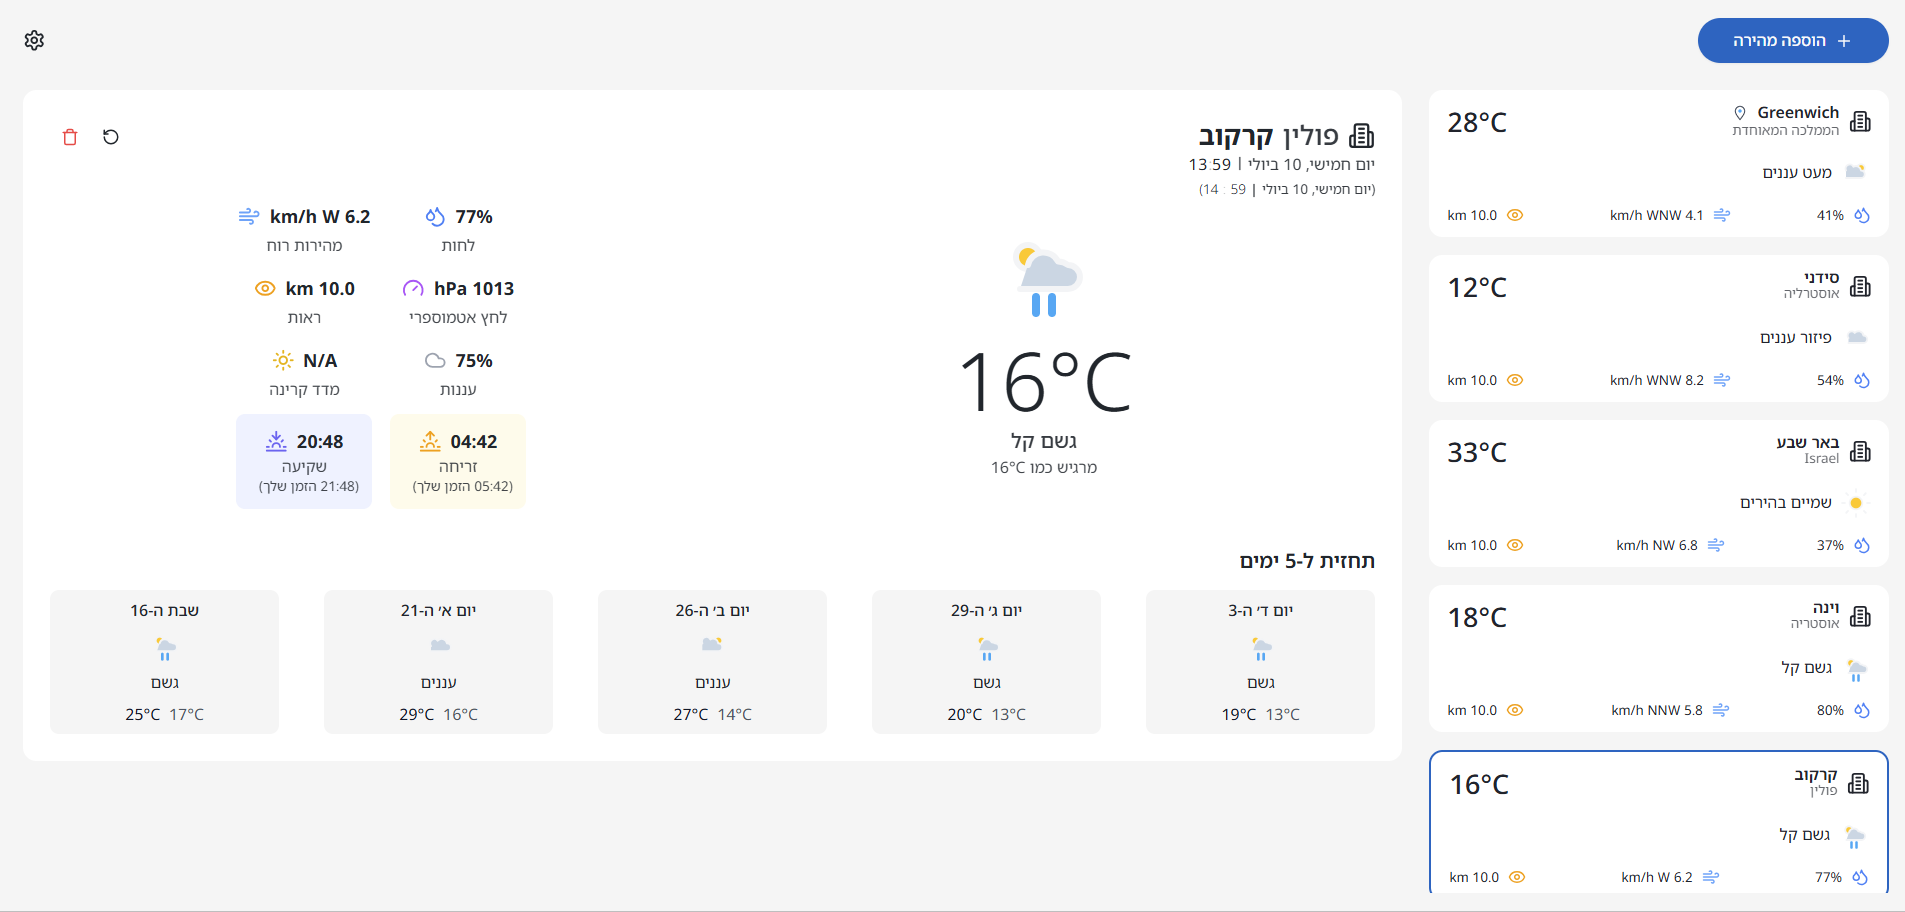 הוספה מהירה
Greenwich
28°C
הממלכה המאוחדת
מעט עננים
41%
km/h WNW 4.1
km 10.0
סידני
12°C
אוסטרליה
פיזור עננים
54%
km/h WNW 8.2
km 10.0
באר שבע
33°C
Israel
שמיים בהירים
37%
km/h NW 6.8
km 10.0
וינה
18°C
אוסטריה
גשם קל
80%
km/h NNW 5.8
km 10.0
קרקוב
16°C
פולין
גשם קל
77%
km/h W 6.2
km 10.0
פולין קרקוב
יום חמישי, 10 ביולי | 13:59
(יום חמישי, 10 ביולי | 59 : 14)
16°C
גשם קל
מרגיש כמו 16°C
77%
לחות
km/h W 6.2
מהירות רוח
hPa 1013
לחץ אטמוספרי
km 10.0
ראות
75%
עננות
N/A
מדד קרינה
04:42
זריחה
(05:42 הזמן שלך)
20:48
שקיעה
(21:48 הזמן שלך)
תחזית ל-5 ימים
יום ד׳ ה-3
גשם
19°C 13°C
יום ג׳ ה-29
גשם
20°C 13°C
יום ב׳ ה-26
עננים
27°C 14°C
יום א׳ ה-21
עננים
29°C 16°C
שבת ה-16
גשם
25°C 17°C